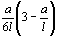 a/6l (3 − a/l)